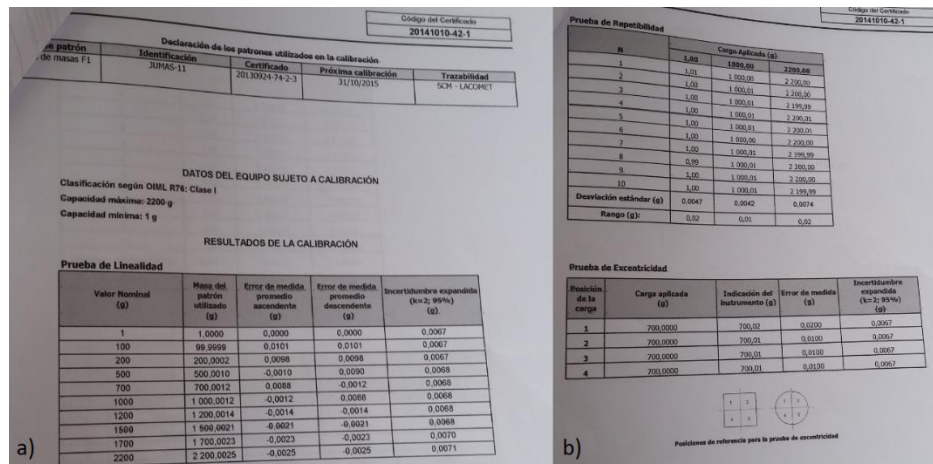 Código del Certificado
20141010-42-1
Declaración de los patrones utilizados en la calibración
patrón Identificación Certificado Próxima calibración Trazabilidad
de masas F1 JUMAS-11 20130924-74-2-3 31/10/2015 SCM - LACOMET
DATOS DEL EQUIPO SUJETO A CALIBRACIÓN
Clasificación según OIML R76: Clase I
Capacidad máxima: 2200 g
Capacidad mínima: 1 g
RESULTADOS DE LA CALIBRACIÓN
Prueba de Linealidad
Valor Nominal (g) Masa del patrón utilizado (g) Error de medida promedio ascendente (g) Error de medida promedio descendente (g) Incertidumbre expandida (k=2; 95%) (g)
1 1,0000 0,0000 0,0000 0,0067
100 99,9999 0,0101 0,0101 0,0067
200 200,0002 0,0098 0,0098 0,0067
500 500,0010 -0,0010 0,0090 0,0068
700 700,0012 0,0088 -0,0012 0,0068
1000 1 000,0012 -0,0012 0,0088 0,0068
1200 1 200,0014 -0,0014 -0,0014 0,0068
1500 1 500,0021 -0,0021 -0,0021 0,0068
1700 1 700,0023 -0,0023 -0,0023 0,0070
2200 2 200,0025 -0,0025 -0,0025 0,0071
a)
Código del Certificado
20141010-42-1
Prueba de Repetibilidad
N Carga Aplicada (g)
1,00 1000,00 2200,00
1 1,01 1 000,00 2 200,00
2 1,00 1 000,01 2 200,00
3 1,00 1 000,01 2 199,99
4 1,00 1 000,01 2 200,01
5 1,00 1 000,01 2 200,01
6 1,00 1 000,00 2 200,00
7 1,00 1 000,01 2 199,99
8 0,99 1 000,01 2 200,00
9 1,00 1 000,01 2 200,00
10 1,00 1 000,01 2 199,99
Desviación estándar (g) 0,0047 0,0042 0,0074
Rango (g): 0,02 0,01 0,02
Prueba de Excentricidad
Posición de la carga Carga aplicada (g) Indicación del Instrumento (g) Error de medida (g) Incertidumbre expandida (k=2; 95%) (g)
1 700,0000 700,02 0,0200 0,0067
2 700,0000 700,01 0,0100 0,0067
3 700,0000 700,01 0,0100 0,0067
4 700,0000 700,01 0,0100 0,0067
Posiciones de referencia para la prueba de excentricidad
b)